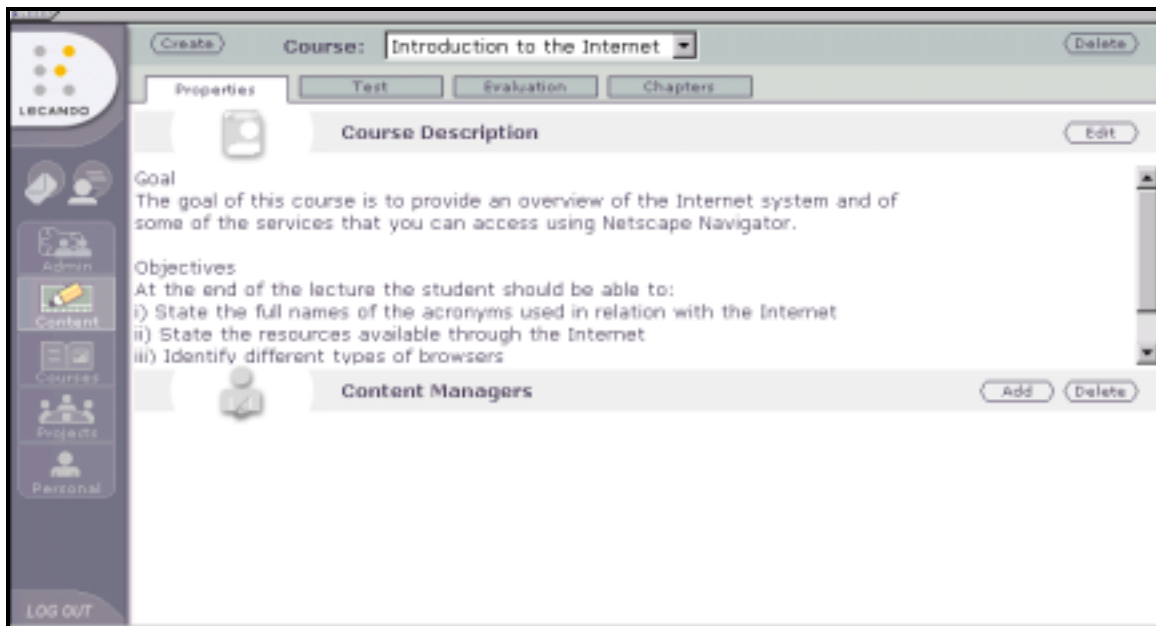 LECANDO
Create Course: Introduction to the Internet Delete
Properties Test Evaluation Chapters
Course Description Edit
Goal
The goal of this course is to provide an overview of the Internet system and of
some of the services that you can access using Netscape Navigator.
Objectives
At the end of the lecture the student should be able to:
i) State the full names of the acronyms used in relation with the Internet
ii) State the resources available through the Internet
iii) Identify different types of browsers
Content Managers Add Delete
Admin
Content
Courses
Projects
Personal
LOG OUT